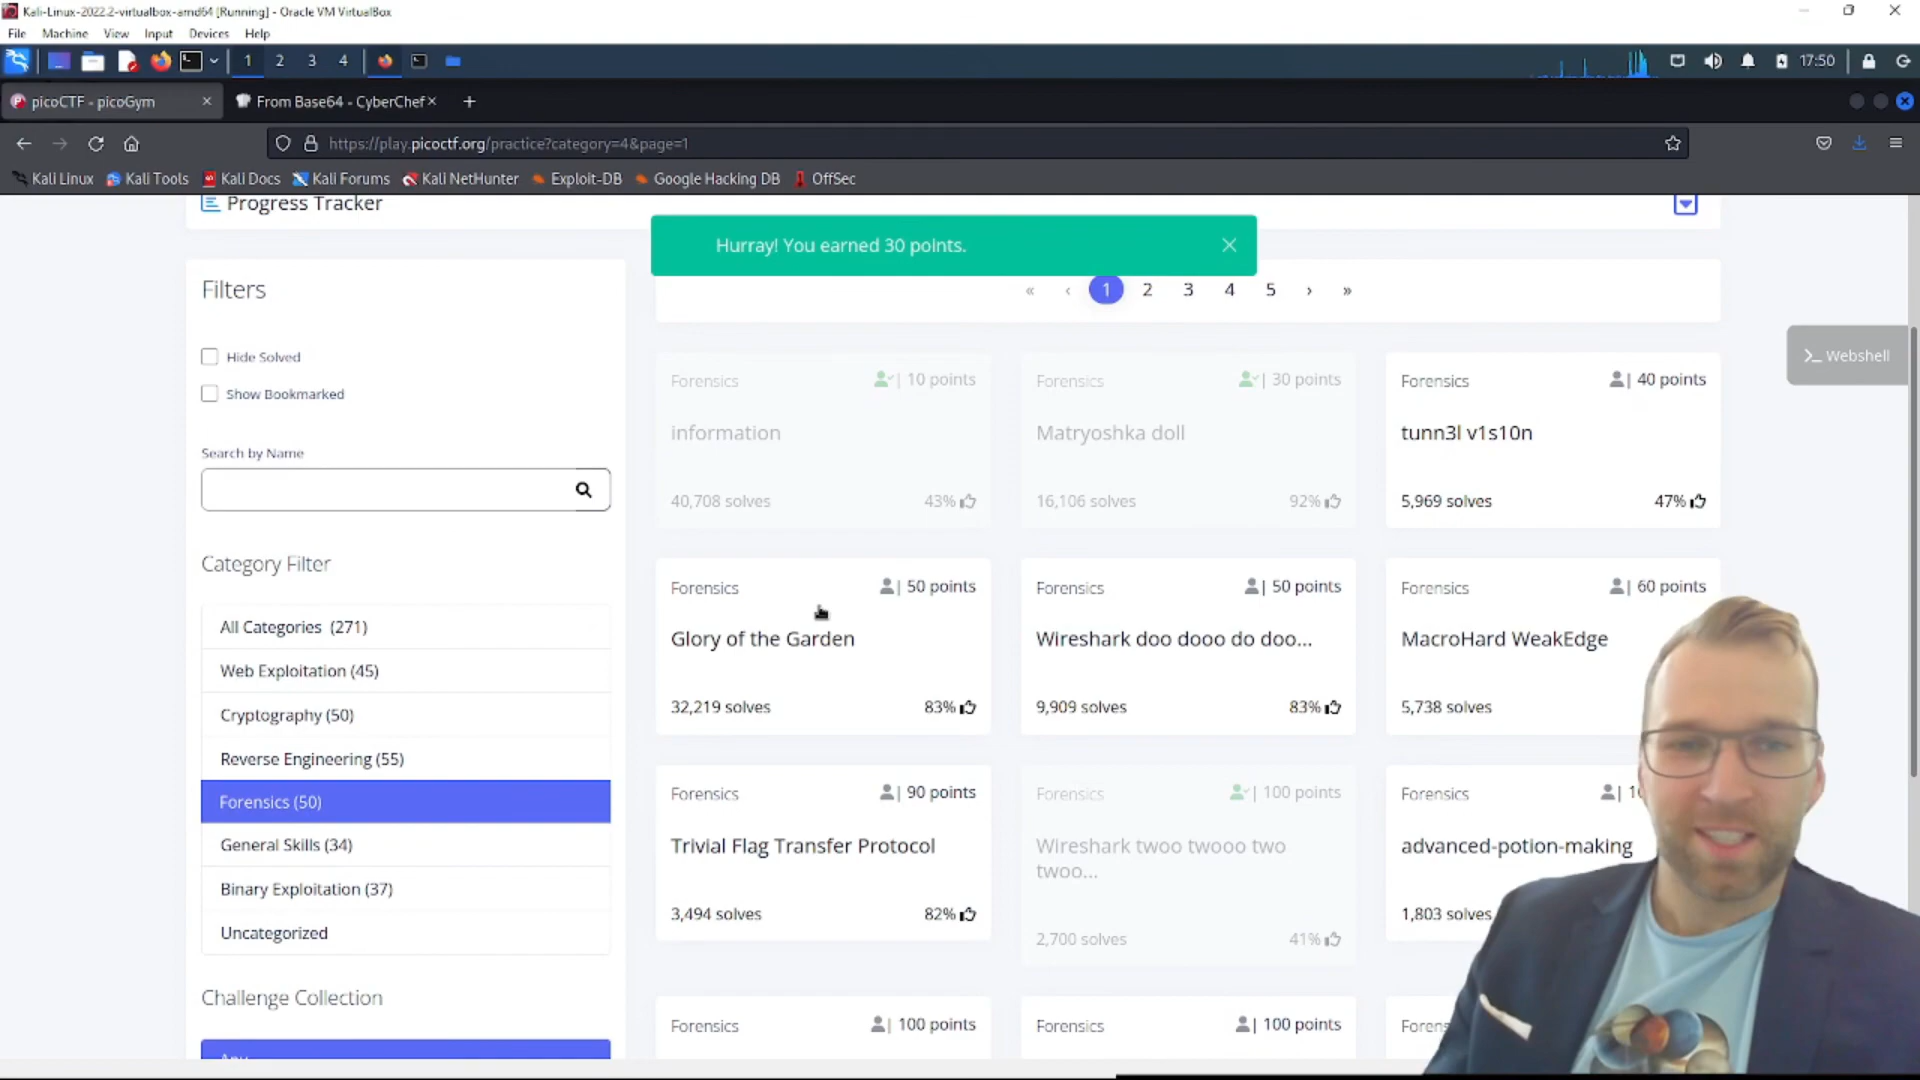 Kali-Linux-2022.2-virtualbox-amd64 [Running] - Oracle VM VirtualBox
File Machine View Input Devices Help
1 2 3 4
17:50
picoCTF - picoGym
From Base64 - CyberChef
https://play.picoctf.org/practice?category=4&page=1
Kali Linux Kali Tools Kali Docs Kali Forums Kali NetHunter Exploit-DB Google Hacking DB OffSec
Progress Tracker
Hurray! You earned 30 points.
Filters
« ‹ 1 2 3 4 5 › »
Hide Solved
Show Bookmarked
Search by Name
Category Filter
All Categories (271)
Web Exploitation (45)
Cryptography (50)
Reverse Engineering (55)
Forensics (50)
General Skills (34)
Binary Exploitation (37)
Uncategorized
Challenge Collection
>_ Webshell
Forensics | 10 points
information
40,708 solves 43%
Forensics | 30 points
Matryoshka doll
16,106 solves 92%
Forensics | 40 points
tunn3l v1s10n
5,969 solves 47%
Forensics | 50 points
Glory of the Garden
32,219 solves 83%
Forensics | 50 points
Wireshark doo dooo do doo...
9,909 solves 83%
Forensics | 60 points
MacroHard WeakEdge
5,738 solves
Forensics | 90 points
Trivial Flag Transfer Protocol
3,494 solves 82%
Forensics | 100 points
Wireshark twoo twooo two
twoo...
2,700 solves 41%
Forensics
advanced-potion-making
1,803 solves
Forensics | 100 points
Forensics | 100 points